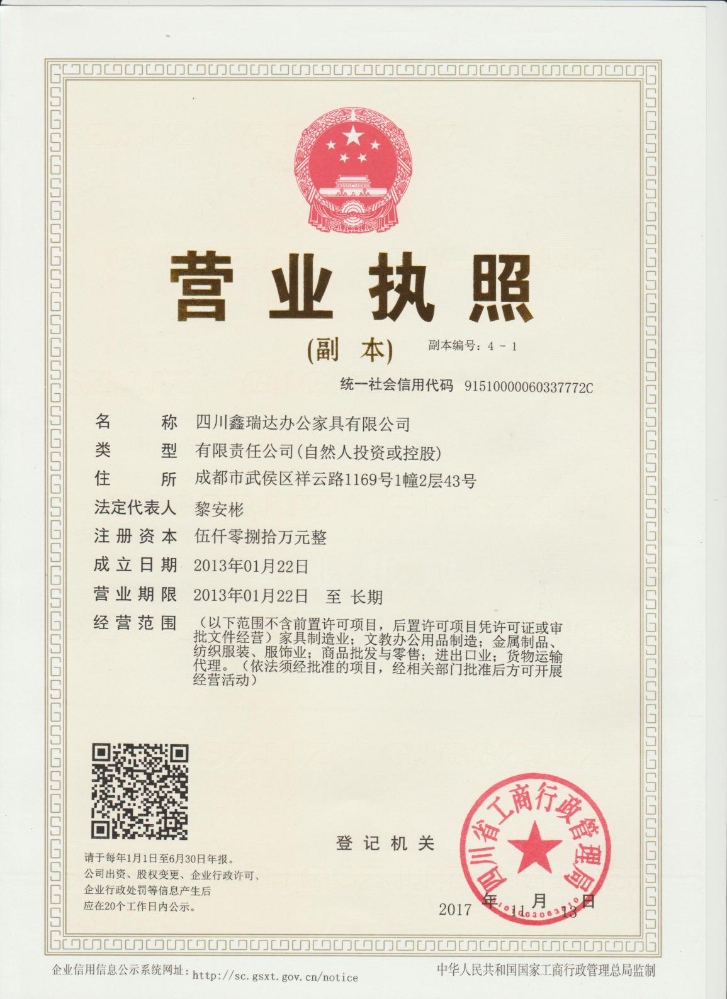 营业执照
(副 本) 副本编号：4 - 1
统一社会信用代码 91510000060337772C
名 称 四川鑫瑞达办公家具有限公司
类 型 有限责任公司(自然人投资或控股)
住 所 成都市武侯区祥云路1169号1幢2层43号
法定代表人 黎安彬
注 册 资 本 伍仟零捌拾万元整
成 立 日 期 2013年01月22日
营 业 期 限 2013年01月22日 至 长期
经 营 范 围 （以下范围不含前置许可项目，后置许可项目凭许可证或审
批文件经营）家具制造业；文教办公用品制造；金属制品、
纺织服装、服饰业；商品批发与零售；进出口业；货物运输
代理。（依法须经批准的项目，经相关部门批准后方可开展
经营活动）
四川省工商行政管理局
登 记 机 关
请于每年1月1日至6月30日年报。
公司出资、股权变更、企业行政许可、
企业行政处罚等信息产生后
应在20个工作日内公示。
2017 年 11 月 13 日
企业信用信息公示系统网址：http://sc.gsxt.gov.cn/notice
中华人民共和国国家工商行政管理总局监制